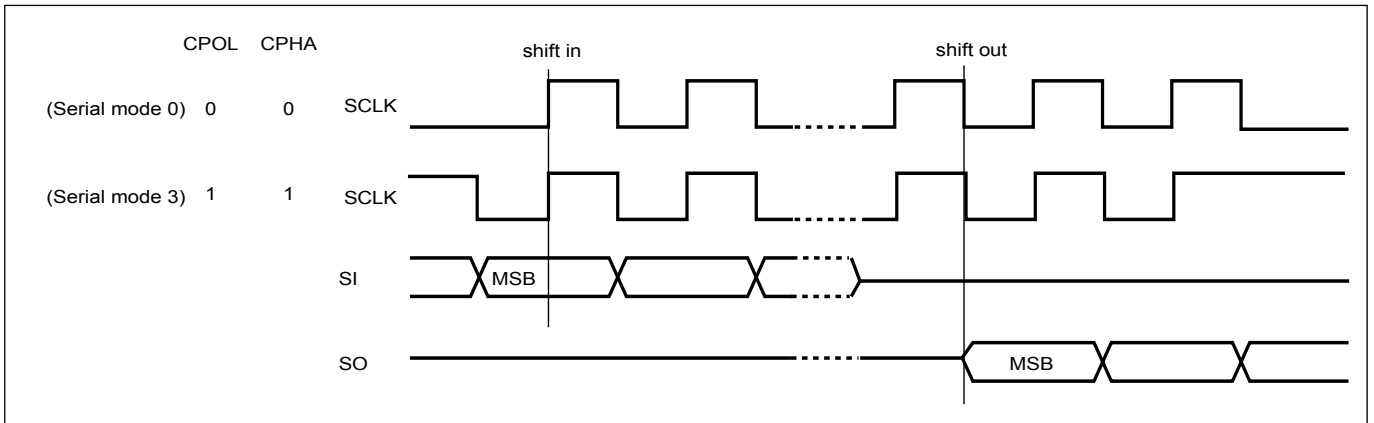 CPOL CPHA shift in shift out
(Serial mode 0) 0 0 SCLK
(Serial mode 3) 1 1 SCLK
SI MSB
SO MSB